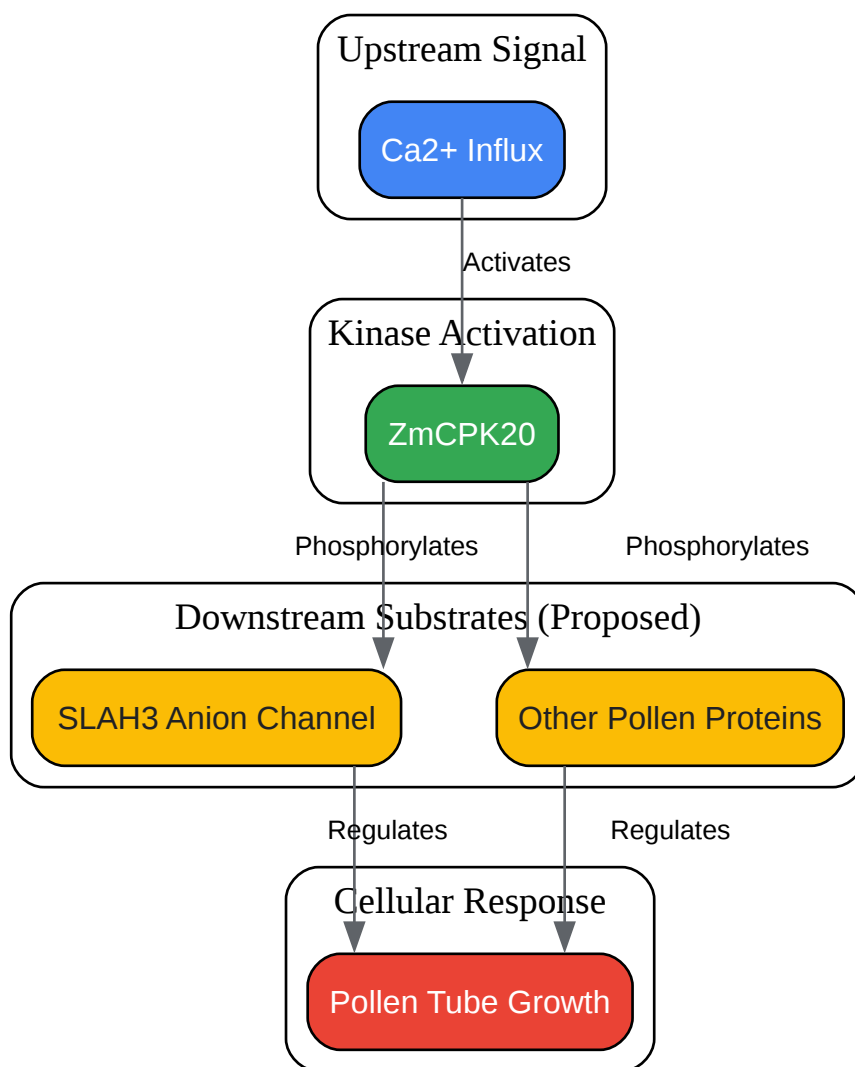 Upstream Signal
Ca2+ Influx
Activates
Kinase Activation
ZmCPK20
Phosphorylates
Phosphorylates
Downstream Substrates (Proposed)
SLAH3 Anion Channel
Other Pollen Proteins
Regulates
Regulates
Cellular Response
Pollen Tube Growth